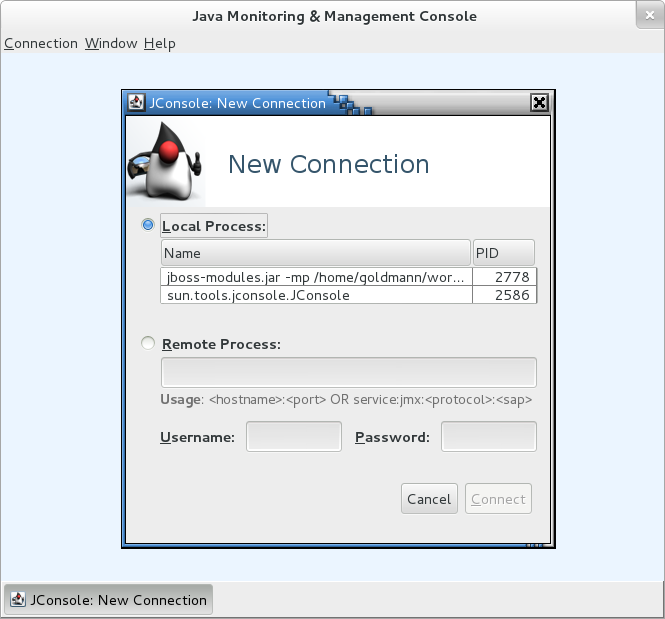 Java Monitoring & Management Console
Connection Window Help
JConsole: New Connection
New Connection
Local Process:
Name PID
jboss-modules.jar -mp /home/goldmann/wor... 2778
sun.tools.jconsole.JConsole 2586
Remote Process:
Usage: <hostname>:<port> OR service:jmx:<protocol>:<sap>
Username: Password:
Cancel Connect
JConsole: New Connection